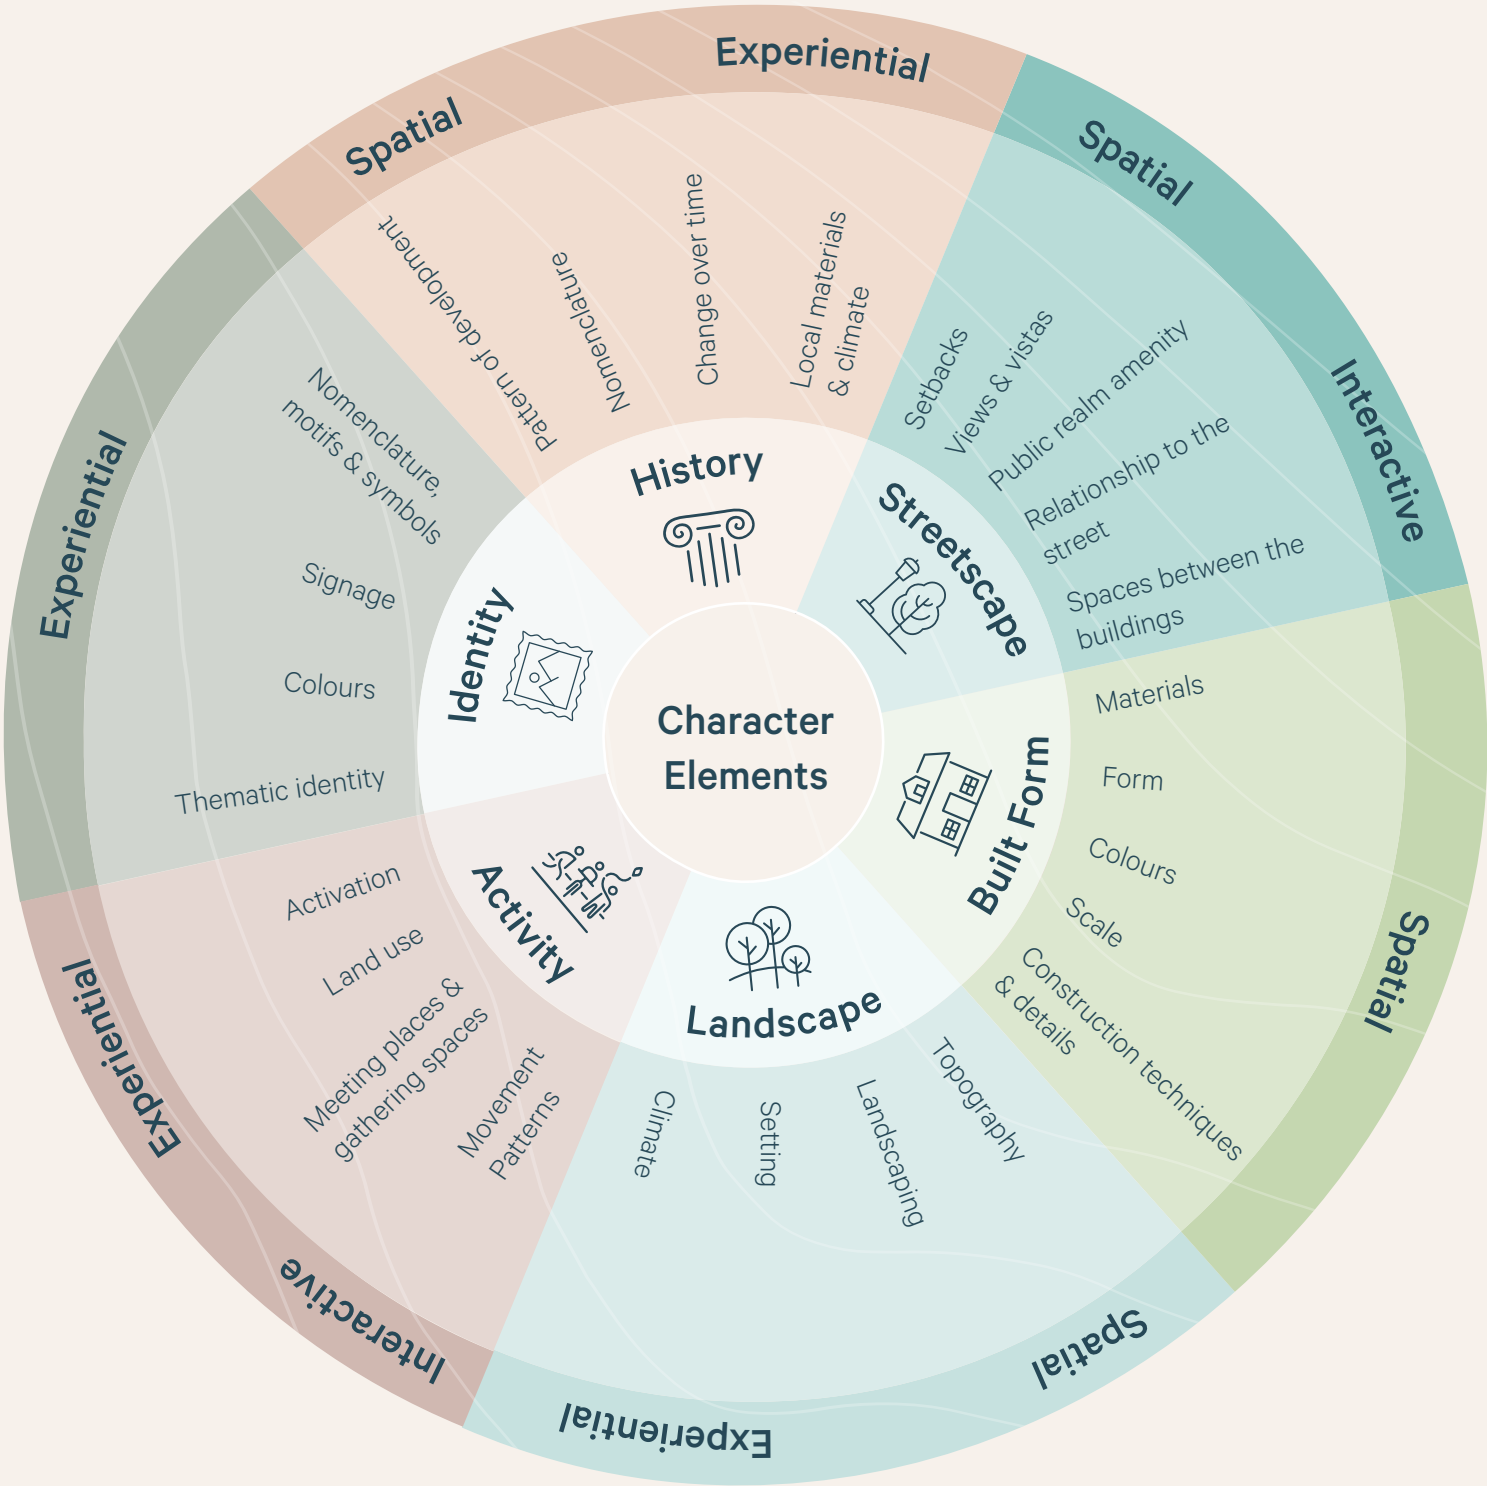 Character
Elements
History
Spatial
Experiential
Pattern of development
Nomenclature
Change over time
Local materials
& climate
Streetscape
Spatial
Interactive
Setbacks
Views & vistas
Public realm amenity
Relationship to the
street
Spaces between the
buildings
Built Form
Spatial
Materials
Form
Colours
Scale
Construction techniques
& details
Landscape
Spatial
Experiential
Topography
Landscaping
Setting
Climate
Activity
Interactive
Experiential
Movement
Patterns
Meeting places &
gathering spaces
Land use
Activation
Identity
Experiential
Thematic identity
Colours
Signage
Nomenclature,
motifs & symbols